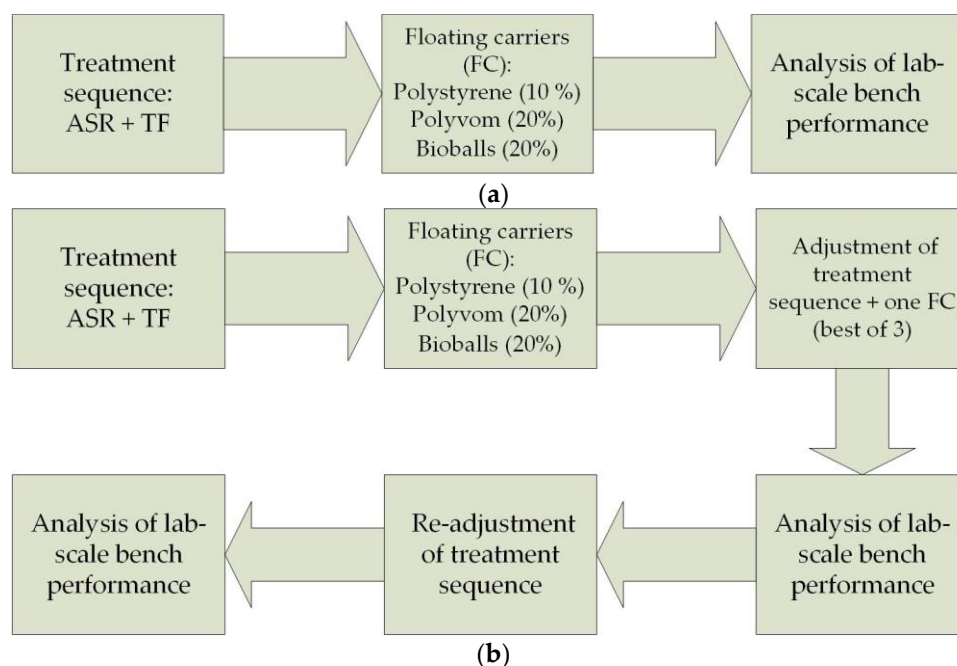 Treatment
sequence:
ASR + TF
Floating carriers
(FC):
Polystyrene (10 %)
Polyvom (20%)
Bioballs (20%)
Analysis of lab-
scale bench
performance
(a)
Treatment
sequence:
ASR + TF
Floating carriers
(FC):
Polystyrene (10 %)
Polyvom (20%)
Bioballs (20%)
Adjustment of
treatment
sequence + one FC
(best of 3)
Analysis of lab-
scale bench
performance
Re-adjustment
of treatment
sequence
Analysis of lab-
scale bench
performance
(b)